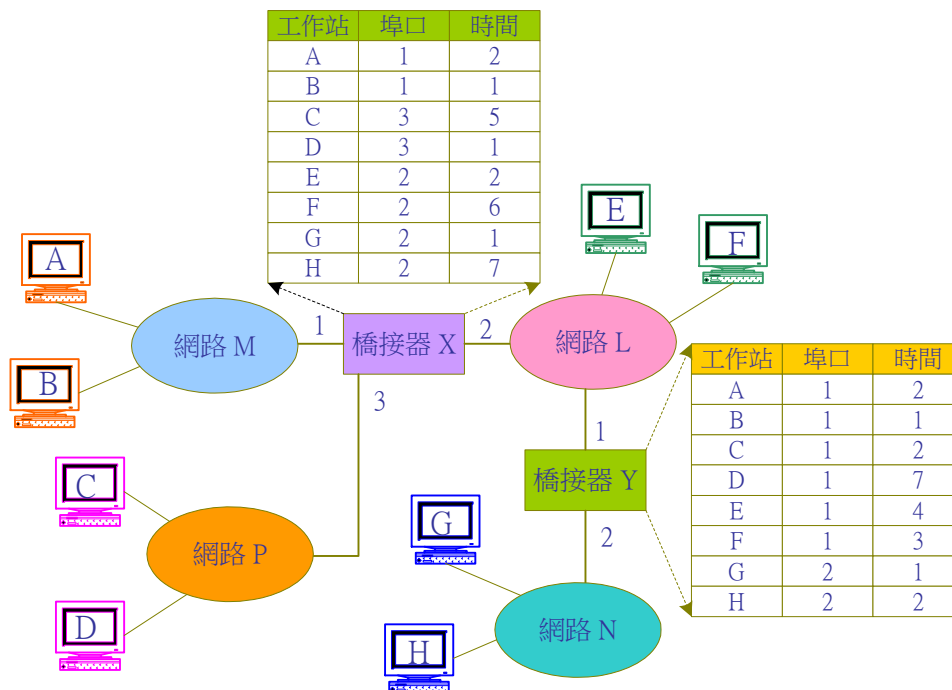 工作站 埠口 時間
A 1 2
B 1 1
C 3 5
D 3 1
E 2 2
F 2 6
G 2 1
H 2 7
E
F
A
網路 M
1
橋接器 X
2
網路 L
B
3
工作站 埠口 時間
A 1 2
B 1 1
C 1 2
D 1 7
E 1 4
F 1 3
G 2 1
H 2 2
1
橋接器 Y
2
C
G
網路 P
D
網路 N
H